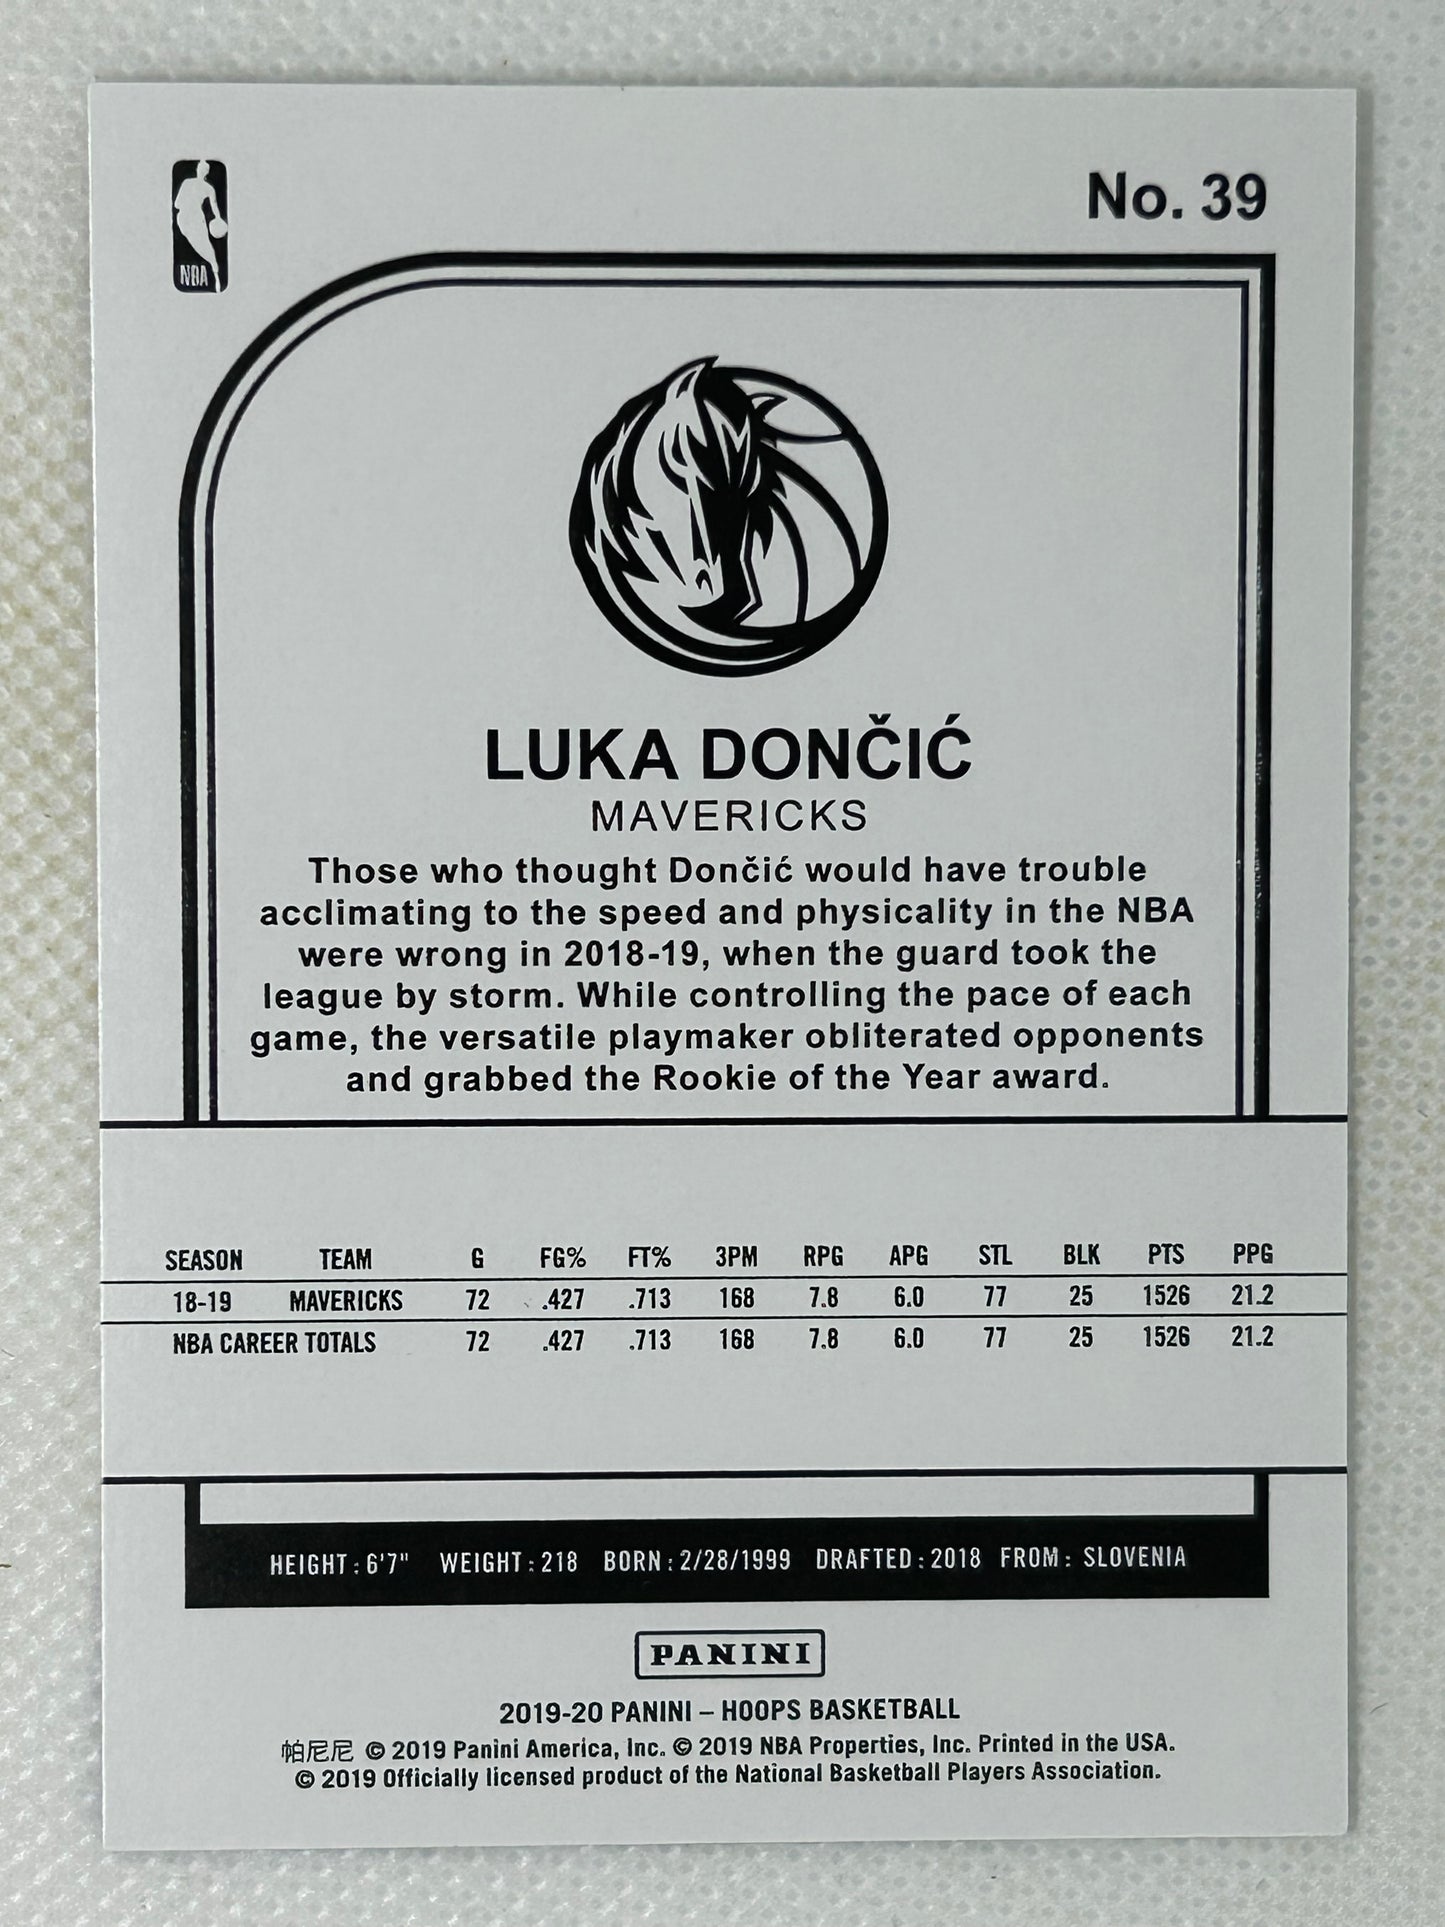 No. 39
NBA
LUKA DONČIĆ
MAVERICKS
Those who thought Dončić would have trouble
acclimating to the speed and physicality in the NBA
were wrong in 2018-19, when the guard took the
league by storm. While controlling the pace of each
game, the versatile playmaker obliterated opponents
and grabbed the Rookie of the Year award.
SEASON TEAM G FG% FT% 3PM RPG APG STL BLK PTS PPG
18-19 MAVERICKS 72 .427 .713 168 7.8 6.0 77 25 1526 21.2
NBA CAREER TOTALS 72 .427 .713 168 7.8 6.0 77 25 1526 21.2
HEIGHT: 6'7" WEIGHT: 218 BORN: 2/28/1999 DRAFTED: 2018 FROM: SLOVENIA
PANINI
2019-20 PANINI – HOOPS BASKETBALL
帕尼尼 © 2019 Panini America, Inc. © 2019 NBA Properties, Inc. Printed in the USA.
© 2019 Officially licensed product of the National Basketball Players Association.